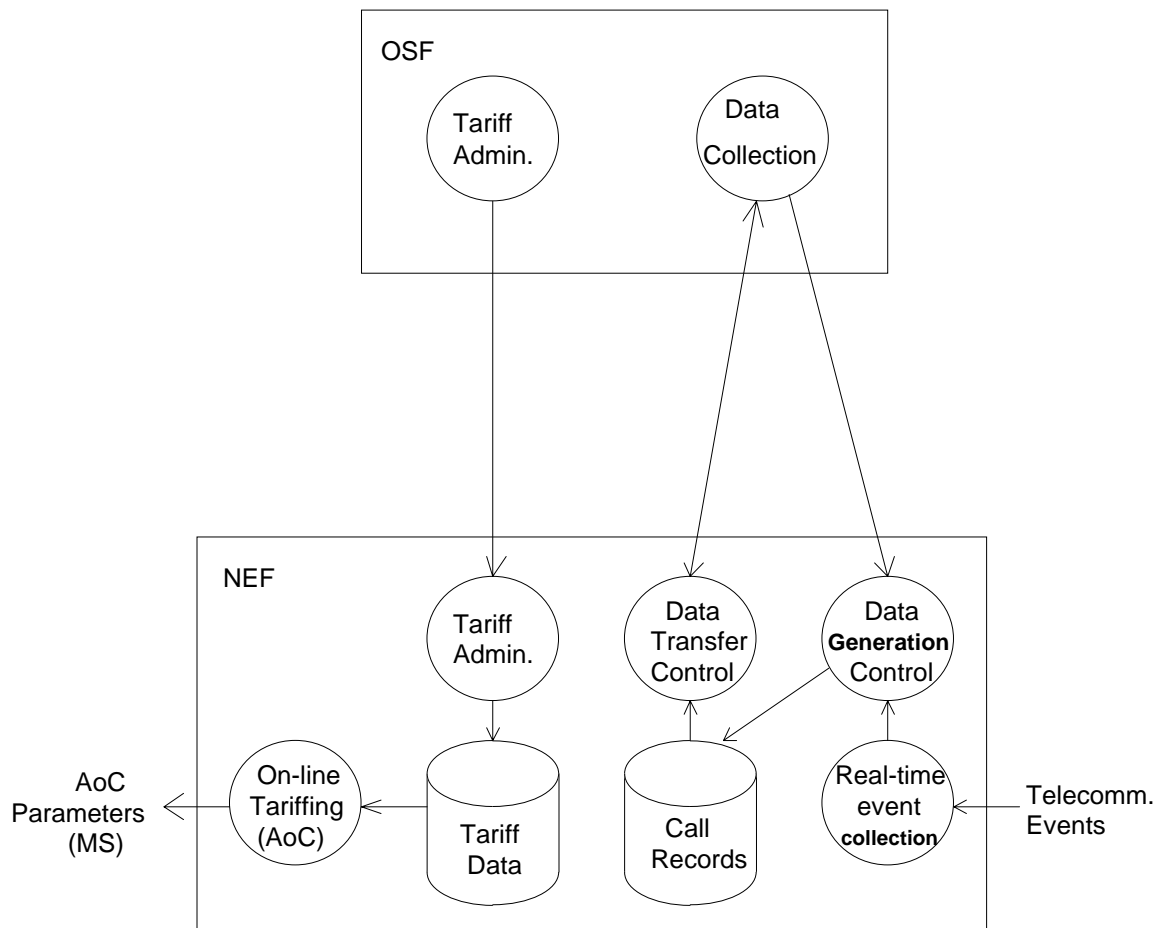 OSF
Tariff
Admin.
Data
Collection
NEF
Tariff
Admin.
Data
Transfer
Control
Data
Generation
Control
AoC
Parameters
(MS)
On-line
Tariffing
(AoC)
Tariff
Data
Call
Records
Real-time
event
collection
Telecomm.
Events